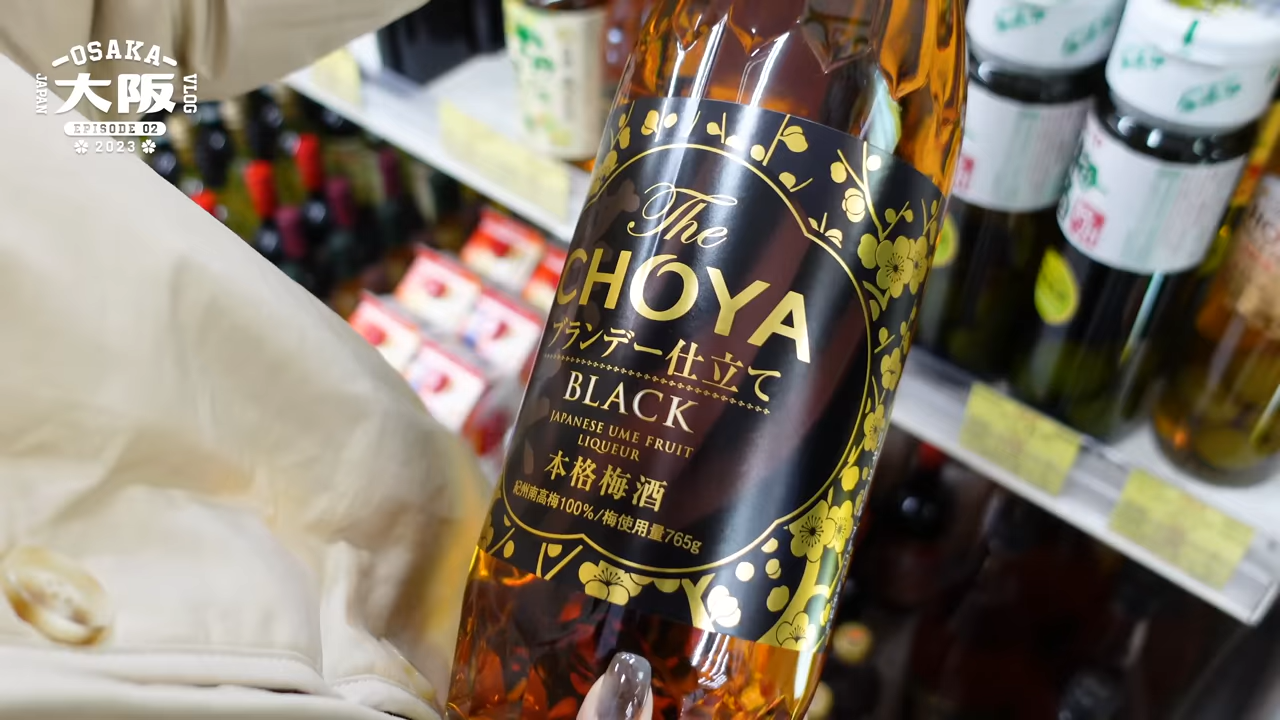 OSAKA
JAPAN
大阪
VLOG
EPISODE 02
2023
The
CHOYA
ブランデー仕立て
BLACK
JAPANESE UME FRUIT
LIQUEUR
本格梅酒
紀州南高梅100%/梅使用量765g